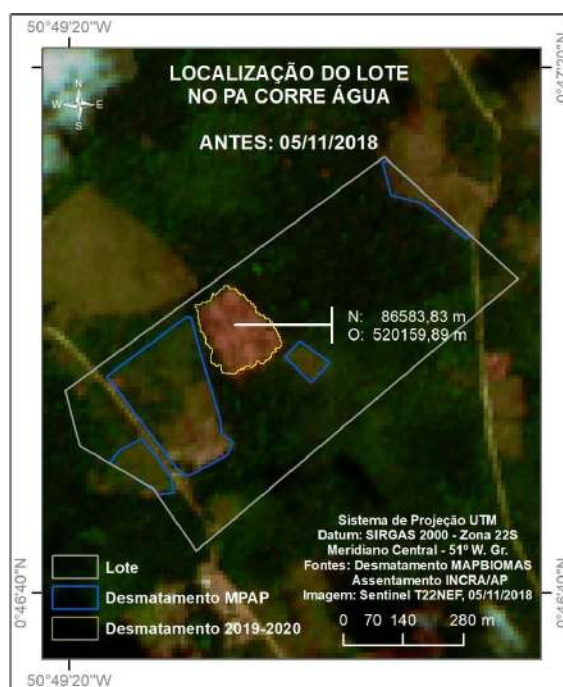 50°49'20"W
LOCALIZAÇÃO DO LOTE
NO PA CORRE ÁGUA
ANTES: 05/11/2018
N
W E
S
0°47'20"N
N: 86583,83 m
O: 520159,89 m
Sistema de Projeção UTM
Datum: SIRGAS 2000 - Zona 22S
Meridiano Central - 51º W. Gr.
Fontes: Desmatamento MAPBIOMAS
Assentamento INCRA/AP
Imagem: Sentinel T22NEF, 05/11/2018
Lote
Desmatamento MPAP
Desmatamento 2019-2020
0 70 140 280 m
0°46'40"N
0°46'40"N
50°49'20"W